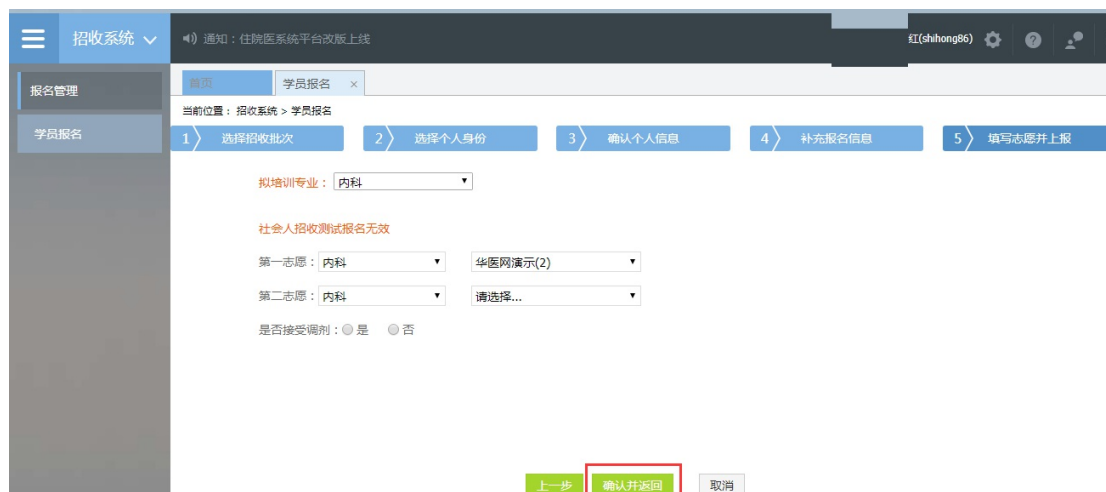 招收系统
通知：住院医系统平台改版上线
红(shihong86)
报名管理
学员报名
首页
学员报名 ×
当前位置： 招收系统 > 学员报名
1 选择招收批次
2 选择个人身份
3 确认个人信息
4 补充报名信息
5 填写志愿并上报
拟培训专业： 内科
社会人招收测试报名无效
第一志愿： 内科 华医网演示(2)
第二志愿： 内科 请选择...
是否接受调剂： 是 否
上一步 确认并返回 取消